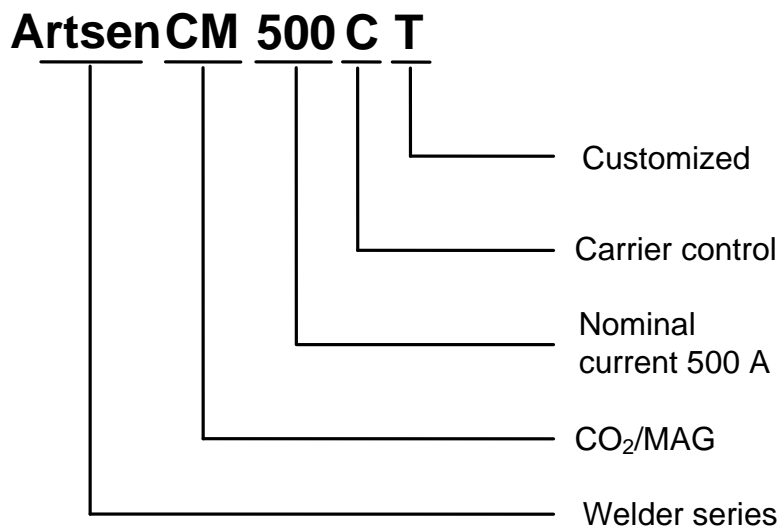 Artsen CM 500 C T
Customized
Carrier control
Nominal
current 500 A
CO₂/MAG
Welder series